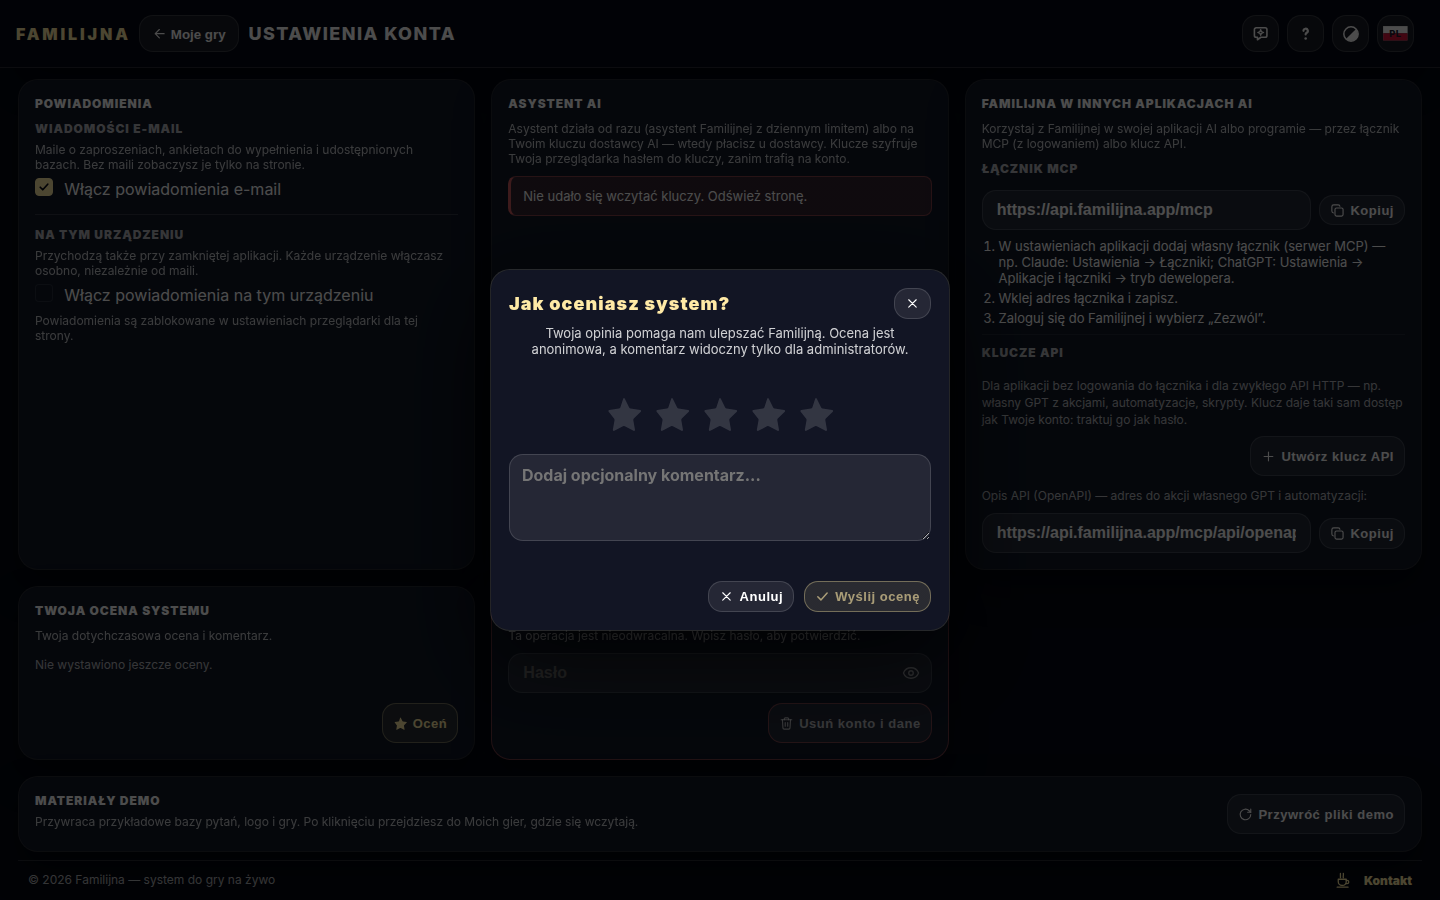 FAMILIJNA
Moje gry
USTAWIENIA KONTA
?
PL
POWIADOMIENIA
WIADOMOŚCI E-MAIL
Maile o zaproszeniach, ankietach do wypełnienia i udostępnionych
bazach. Bez maili zobaczysz je tylko na stronie.
Włącz powiadomienia e-mail
NA TYM URZĄDZENIU
Przychodzą także przy zamkniętej aplikacji. Każde urządzenie włączasz
osobno, niezależnie od maili.
Włącz powiadomienia na tym urządzeniu
Powiadomienia są zablokowane w ustawieniach przeglądarki dla tej
strony.
ASYSTENT AI
Asystent działa od razu (asystent Familijnej z dziennym limitem) albo na
Twoim kluczu dostawcy AI — wtedy płacisz u dostawcy. Klucze szyfruje
Twoja przeglądarka hasłem do kluczy, zanim trafią na konto.
Nie udało się wczytać kluczy. Odśwież stronę.
FAMILIJNA W INNYCH APLIKACJACH AI
Korzystaj z Familijnej w swojej aplikacji AI albo programie — przez łącznik
MCP (z logowaniem) albo klucz API.
ŁĄCZNIK MCP
https://api.familijna.app/mcp
Kopiuj
1. W ustawieniach aplikacji dodaj własny łącznik (serwer MCP) —
np. Claude: Ustawienia → Łączniki; ChatGPT: Ustawienia →
Aplikacje i łączniki → tryb dewelopera.
2. Wklej adres łącznika i zapisz.
3. Zaloguj się do Familijnej i wybierz „Zezwól”.
KLUCZE API
Dla aplikacji bez logowania do łącznika i dla zwykłego API HTTP — np.
własny GPT z akcjami, automatyzacje, skrypty. Klucz daje taki sam dostęp
jak Twoje konto: traktuj go jak hasło.
Utwórz klucz API
Opis API (OpenAPI) — adres do akcji własnego GPT i automatyzacji:
https://api.familijna.app/mcp/api/openap
Kopiuj
Jak oceniasz system?
Twoja opinia pomaga nam ulepszać Familijną. Ocena jest
anonimowa, a komentarz widoczny tylko dla administratorów.
Dodaj opcjonalny komentarz...
Anuluj
Wyślij ocenę
TWOJA OCENA SYSTEMU
Twoja dotychczasowa ocena i komentarz.
Nie wystawiono jeszcze oceny.
Oceń
Ta operacja jest nieodwracalna. Wpisz hasło, aby potwierdzić.
Hasło
Usuń konto i dane
MATERIAŁY DEMO
Przywraca przykładowe bazy pytań, logo i gry. Po kliknięciu przejdziesz do Moich gier, gdzie się wczytają.
Przywróć pliki demo
© 2026 Familijna — system do gry na żywo
Kontakt